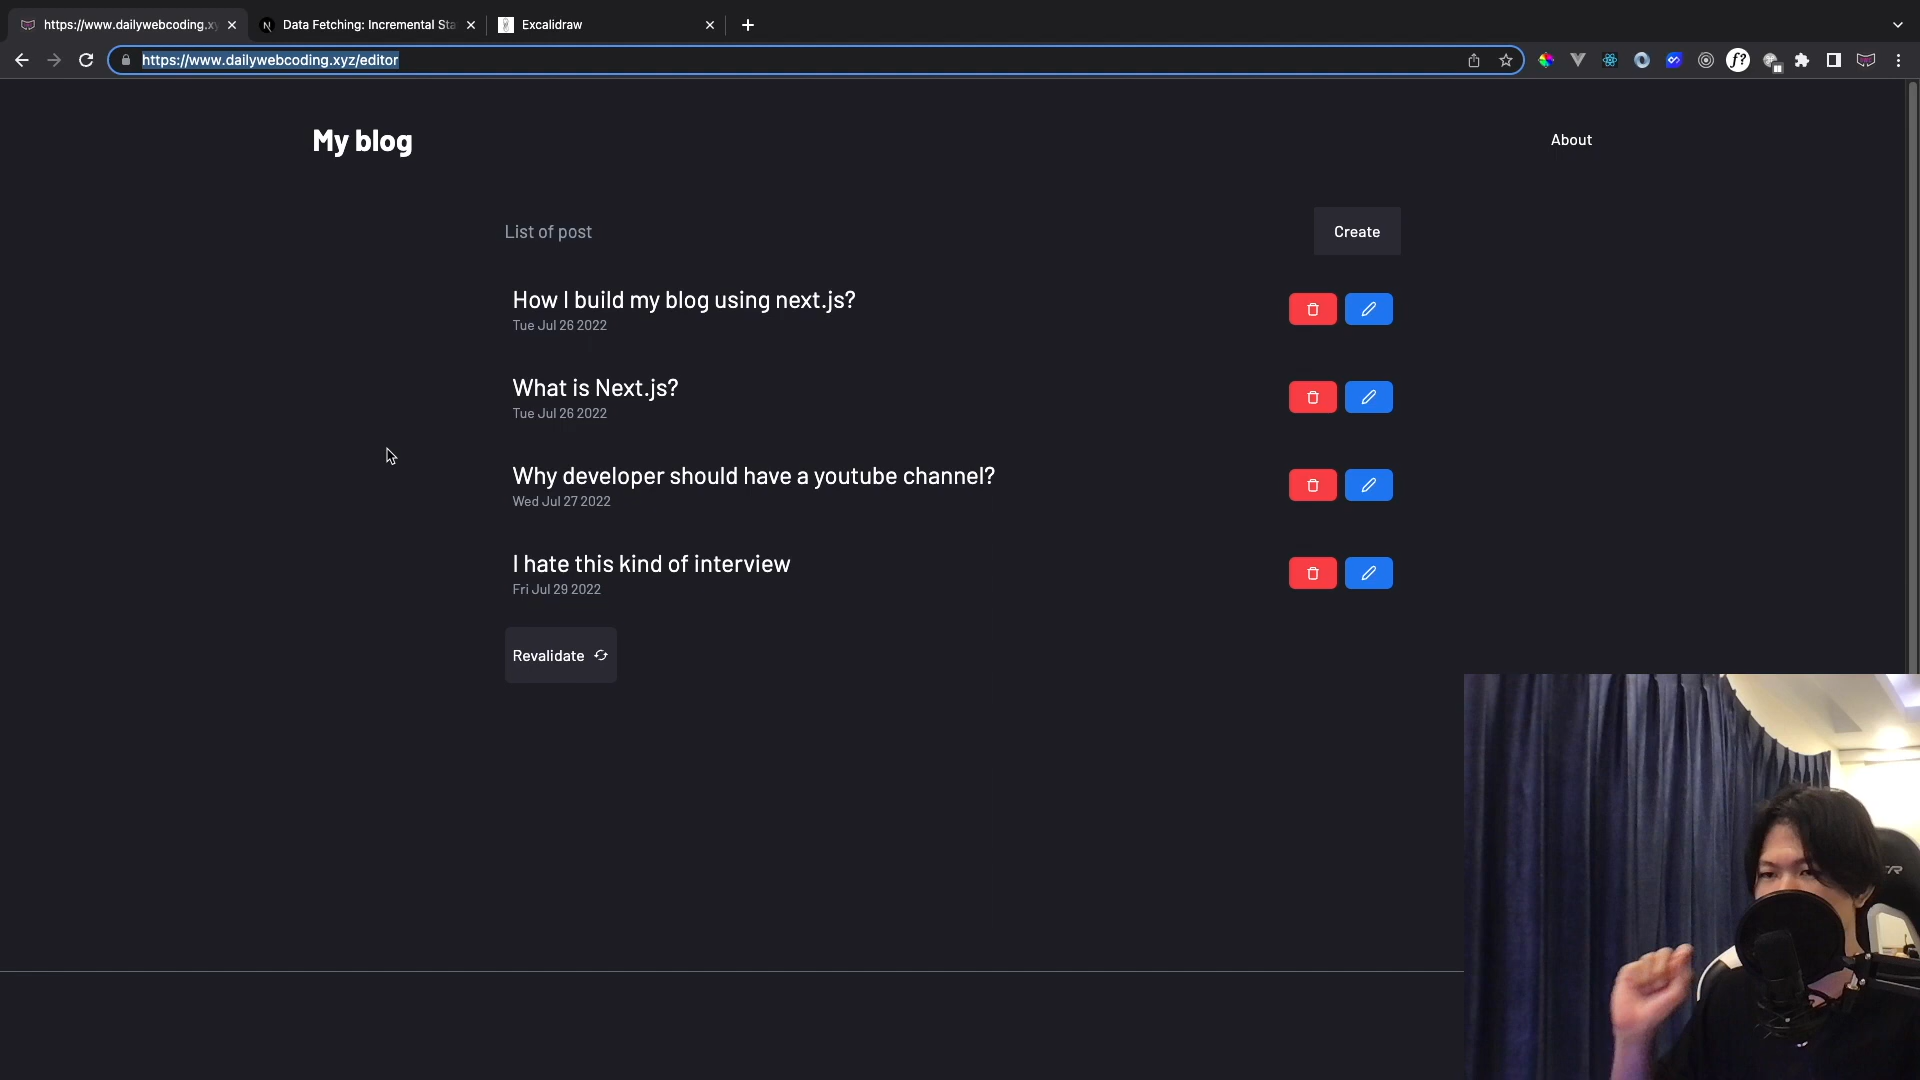 https://www.dailywebcoding.x
Data Fetching: Incremental Sta
Excalidraw
https://www.dailywebcoding.xyz/editor
f?
My blog
About
List of post
Create
How I build my blog using next.js?
Tue Jul 26 2022
What is Next.js?
Tue Jul 26 2022
Why developer should have a youtube channel?
Wed Jul 27 2022
I hate this kind of interview
Fri Jul 29 2022
Revalidate